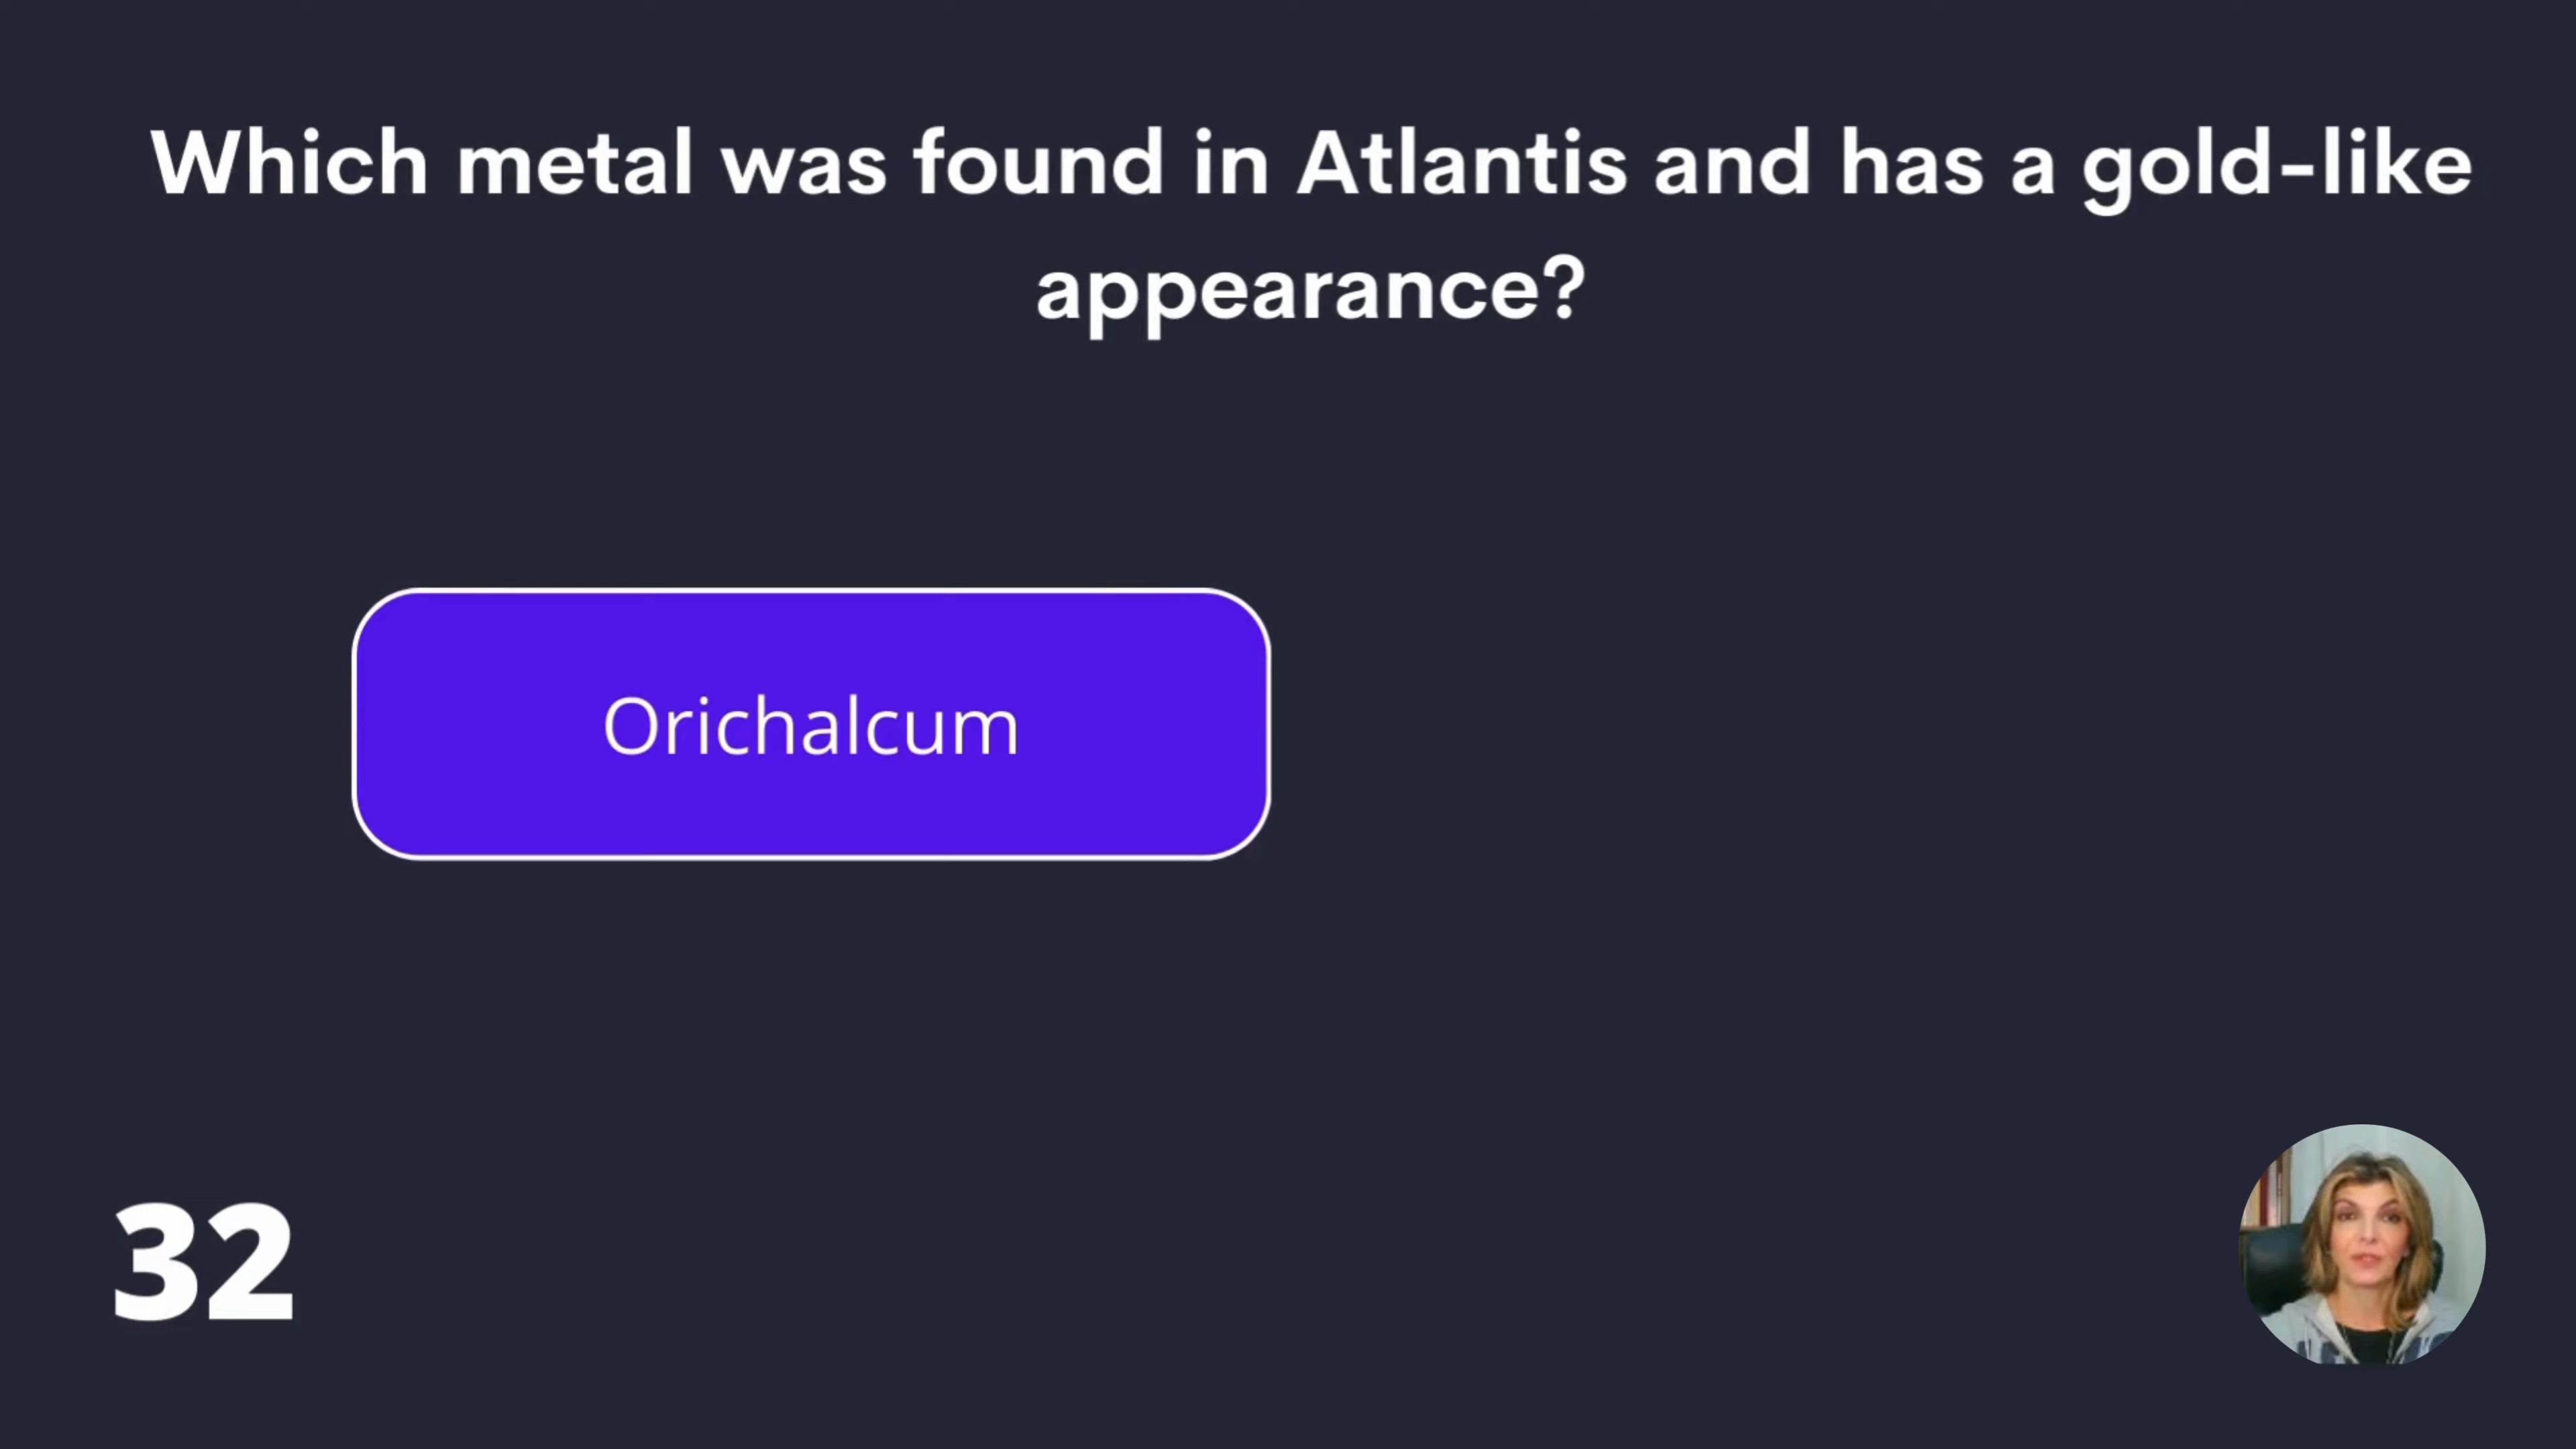 Which metal was found in Atlantis and has a gold-like
appearance?
Orichalcum
32